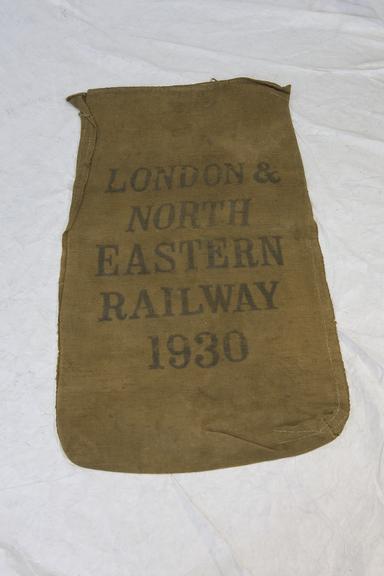 LONDON &
NORTH
EASTERN
RAILWAY
1930